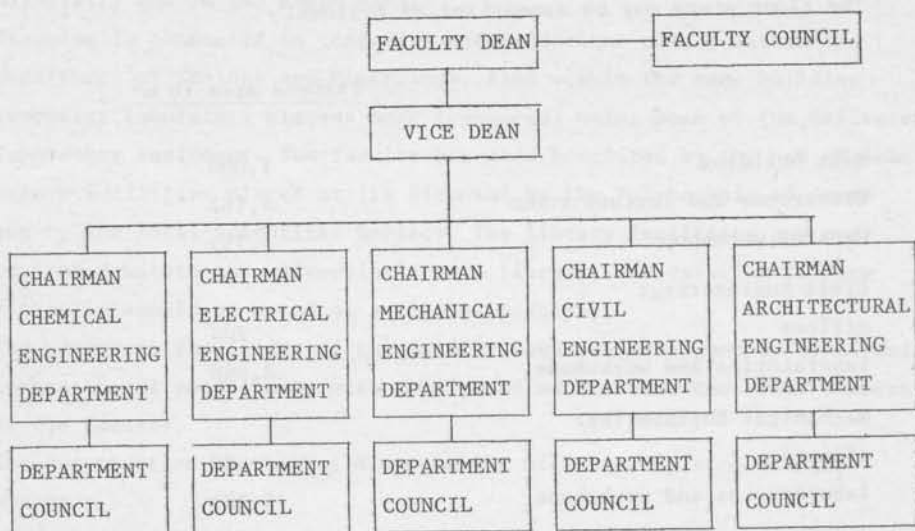 FACULTY DEAN
FACULTY COUNCIL
VICE DEAN
CHAIRMAN
CHEMICAL
ENGINEERING
DEPARTMENT
CHAIRMAN
ELECTRICAL
ENGINEERING
DEPARTMENT
CHAIRMAN
MECHANICAL
ENGINEERING
DEPARTMENT
CHAIRMAN
CIVIL
ENGINEERING
DEPARTMENT
CHAIRMAN
ARCHITECTURAL
ENGINEERING
DEPARTMENT
DEPARTMENT
COUNCIL
DEPARTMENT
COUNCIL
DEPARTMENT
COUNCIL
DEPARTMENT
COUNCIL
DEPARTMENT
COUNCIL